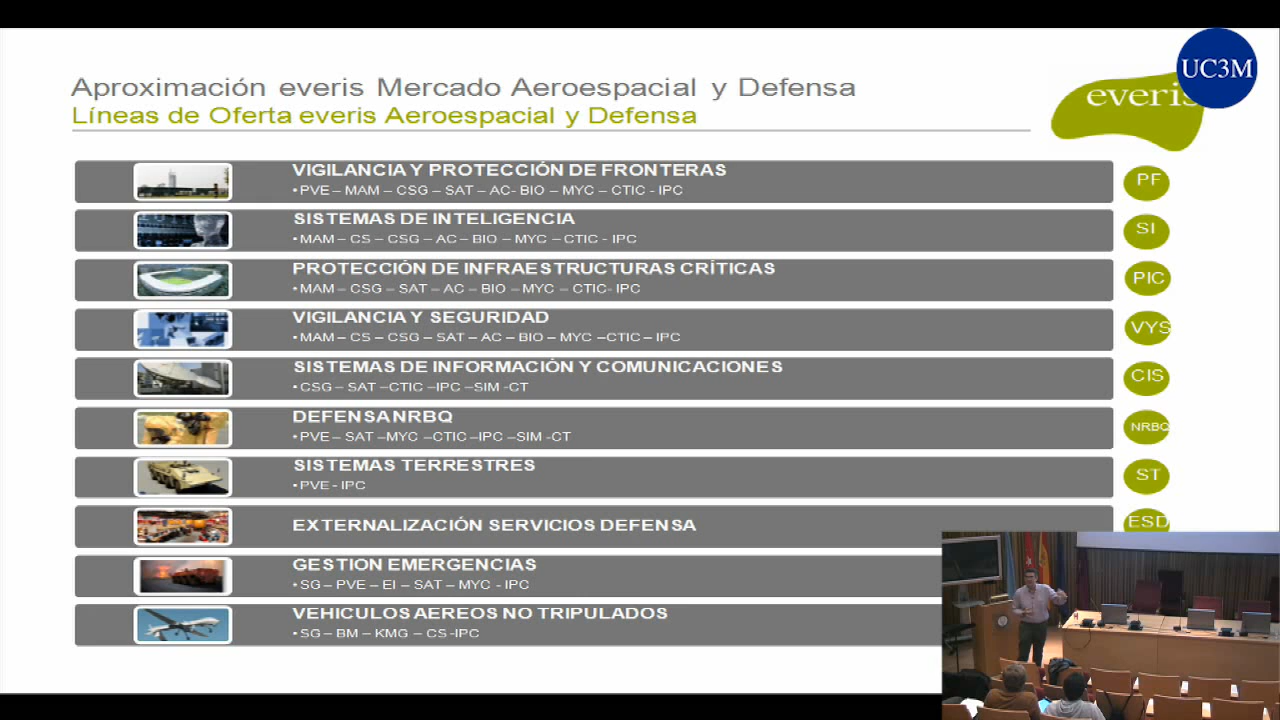 UC3M
Aproximación everis Mercado Aeroespacial y Defensa
everis
Líneas de Oferta everis Aeroespacial y Defensa
VIGILANCIA Y PROTECCIÓN DE FRONTERAS
•PVE – MAM – CSG – SAT – AC- BIO – MYC – CTIC - IPC
PF
SISTEMAS DE INTELIGENCIA
•MAM – CS – CSG – AC – BIO – MYC – CTIC - IPC
SI
PROTECCIÓN DE INFRAESTRUCTURAS CRÍTICAS
•MAM – CSG – SAT – AC – BIO – MYC – CTIC- IPC
PIC
VIGILANCIA Y SEGURIDAD
•MAM – CS – CSG – SAT – AC – BIO – MYC –CTIC – IPC
VYS
SISTEMAS DE INFORMACIÓN Y COMUNICACIONES
•CSG – SAT –CTIC –IPC –SIM -CT
CIS
DEFENSA NRBQ
•PVE – SAT –MYC –CTIC –IPC –SIM -CT
NRBQ
SISTEMAS TERRESTRES
•PVE - IPC
ST
EXTERNALIZACIÓN SERVICIOS DEFENSA
ESD
GESTION EMERGENCIAS
•SG – PVE – EI – SAT – MYC - IPC
VEHICULOS AEREOS NO TRIPULADOS
•SG – BM – KMG – CS -IPC